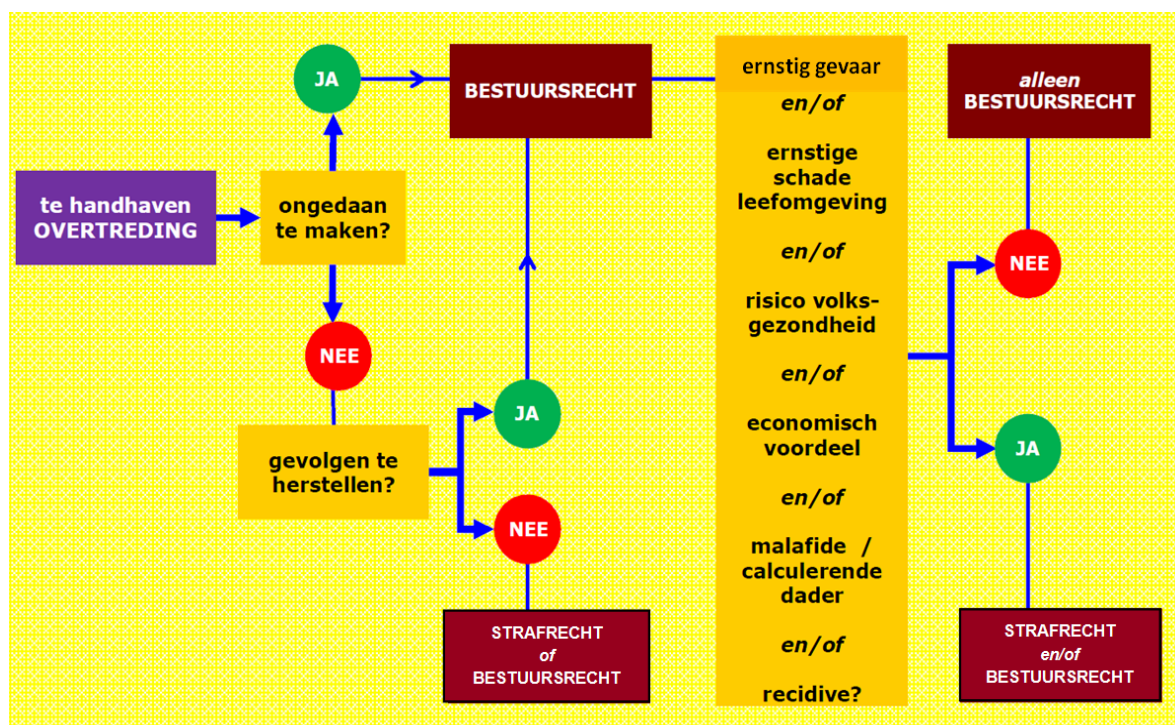 te handhaven
OVERTREDING
ongedaan
te maken?
JA
NEE
gevolgen te
herstellen?
JA
NEE
BESTUURSRECHT
STRAFRECHT
of
BESTUURSRECHT
ernstig gevaar
en/of
ernstige
schade
leefomgeving
en/of
risico volks-
gezondheid
en/of
economisch
voordeel
en/of
malafide /
calculerende
dader
en/of
recidive?
NEE
alleen
BESTUURSRECHT
JA
STRAFRECHT
en/of
BESTUURSRECHT